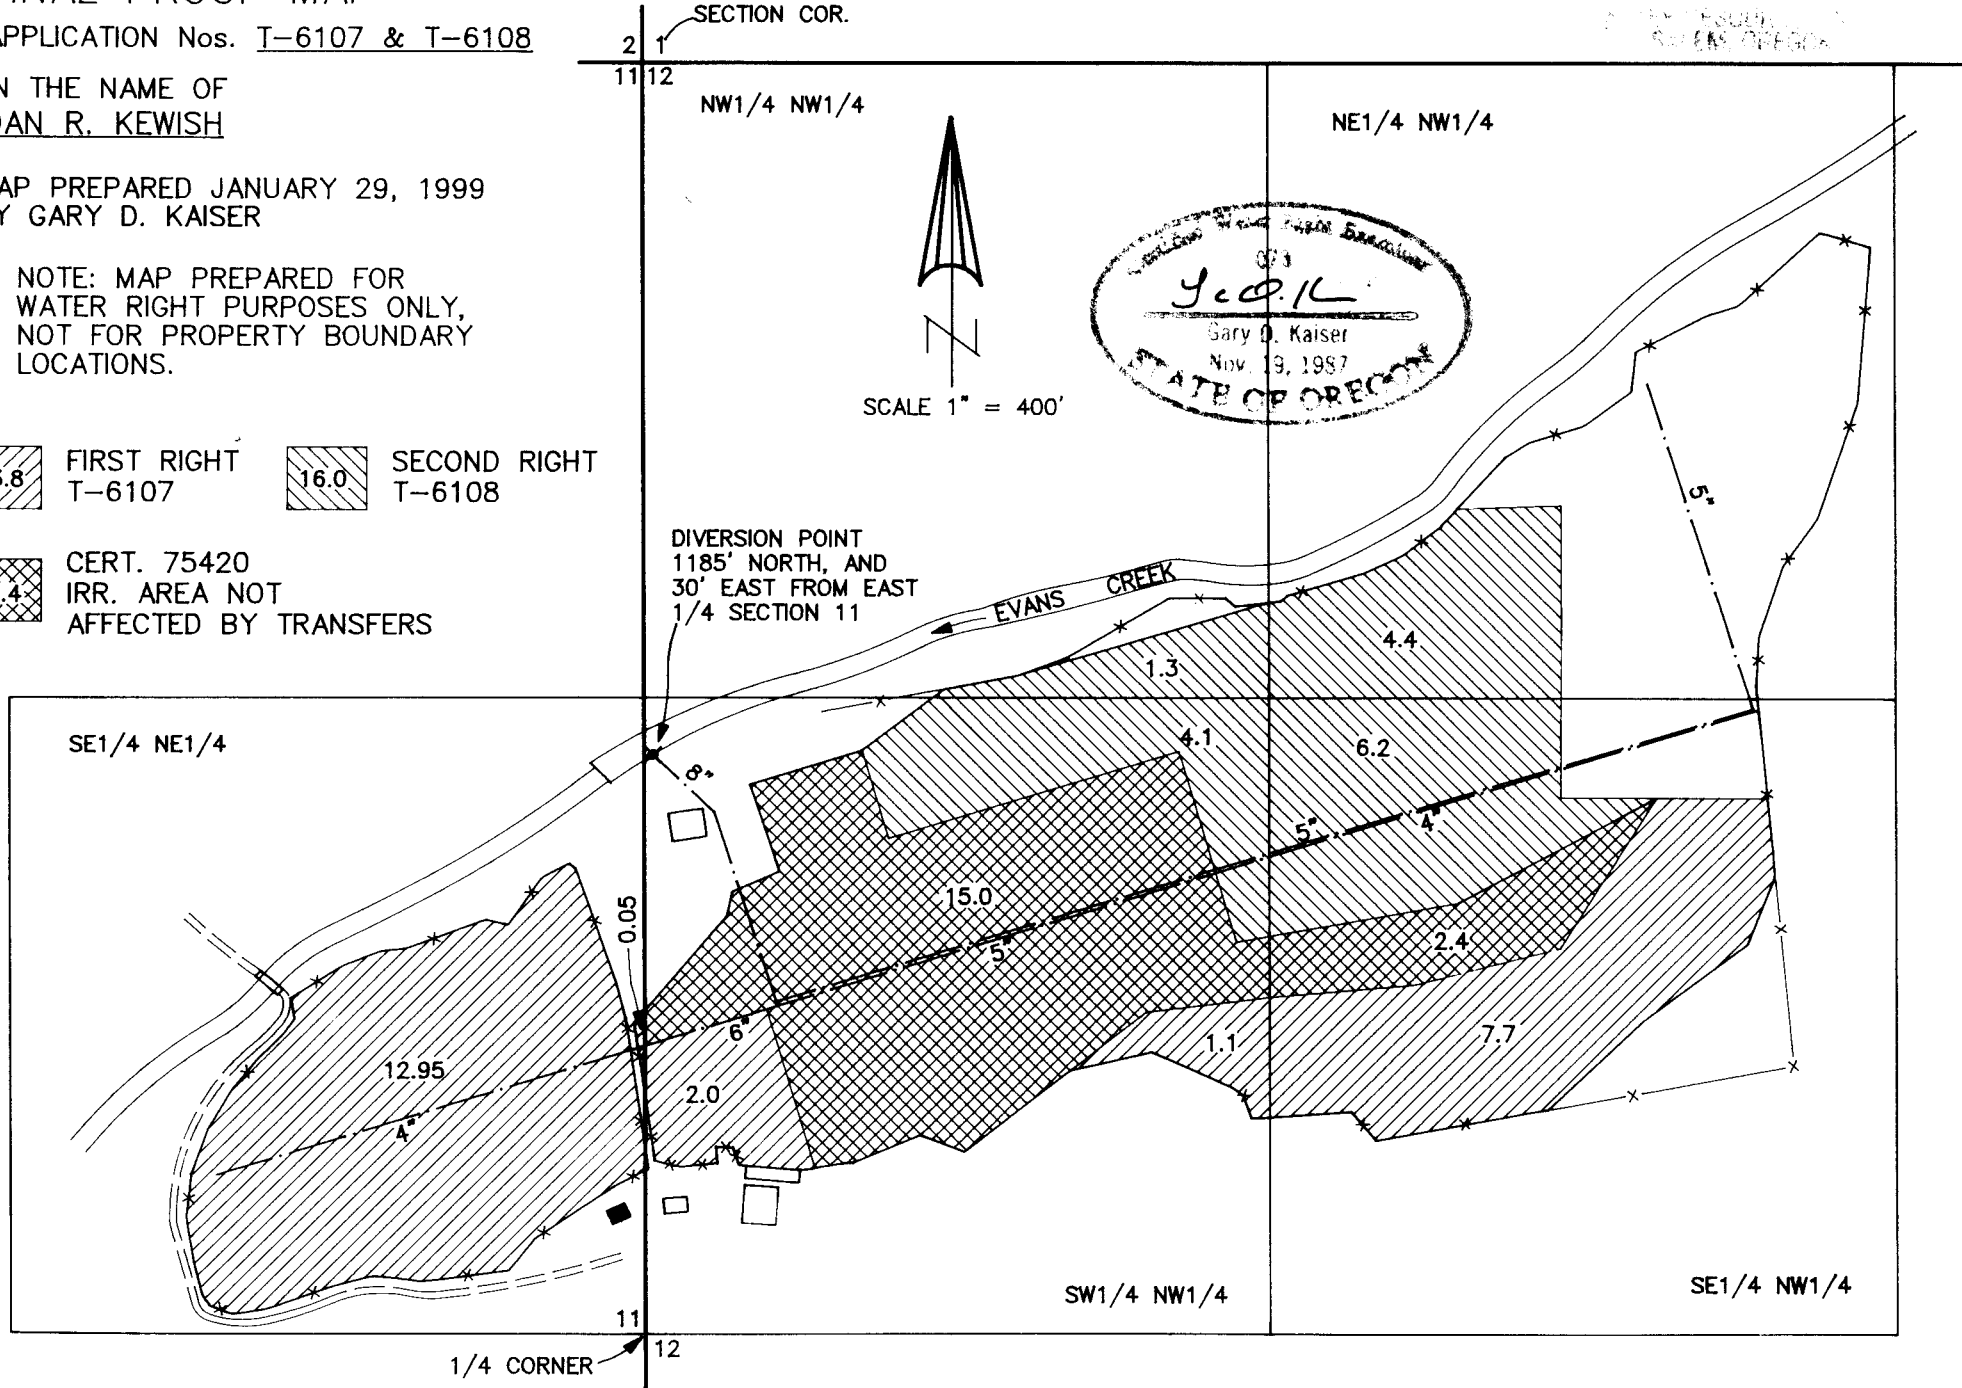 APPLICATION Nos. T-6107 & T-6108
THE NAME OF
R. KEWISH
PREPARED JANUARY 29, 1999
GARY D. KAISER
NOTE: MAP PREPARED FOR
WATER RIGHT PURPOSES ONLY,
NOT FOR PROPERTY BOUNDARY
LOCATIONS.
FIRST RIGHT
T-6107
16.0
SECOND RIGHT
T-6108
CERT. 75420
IRR. AREA NOT
AFFECTED BY TRANSFERS
SECTION COR.
2 1
11 12
NW1/4 NW1/4
NE1/4 NW1/4
N
SCALE 1" = 400'
Gary D. Kaiser
Nov. 19, 1987
STATE OF OREGON
SALEM, OREGON
DIVERSION POINT
1185' NORTH, AND
30' EAST FROM EAST
1/4 SECTION 11
EVANS CREEK
5"
4.4
1.3
SE1/4 NE1/4
4.1
6.2
8"
5"
4"
15.0
0.05
5"
2.4
6"
7.7
1.1
12.95
2.0
4"
SW1/4 NW1/4
SE1/4 NW1/4
11
12
1/4 CORNER